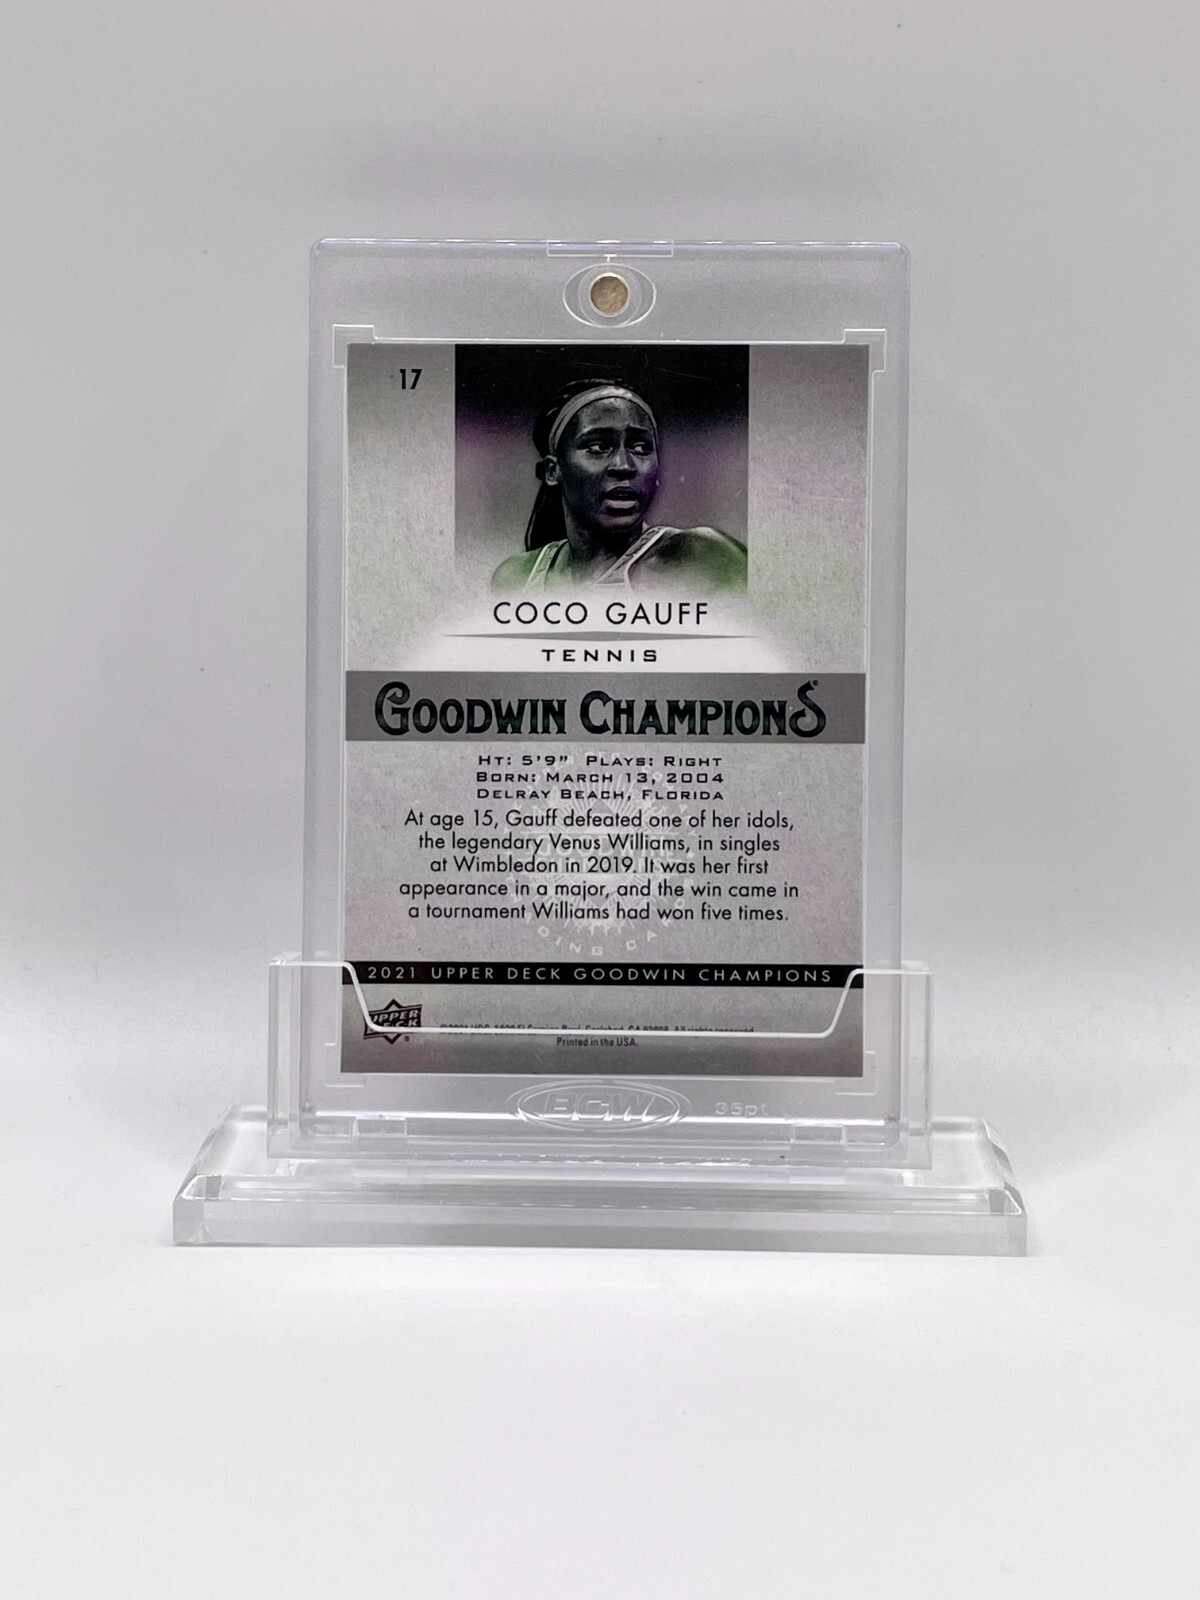 17
COCO GAUFF
TENNIS
GOODWIN CHAMPIONS®
HT: 5'9" PLAYS: RIGHT
BORN: MARCH 13, 2004
DELRAY BEACH, FLORIDA
At age 15, Gauff defeated one of her idols,
the legendary Venus Williams, in singles
at Wimbledon in 2019. It was her first
appearance in a major, and the win came in
a tournament Williams had won five times.
2021 UPPER DECK GOODWIN CHAMPIONS
UPPER DECK®
All rights reserved.
Printed in the USA.
BCW 35pt